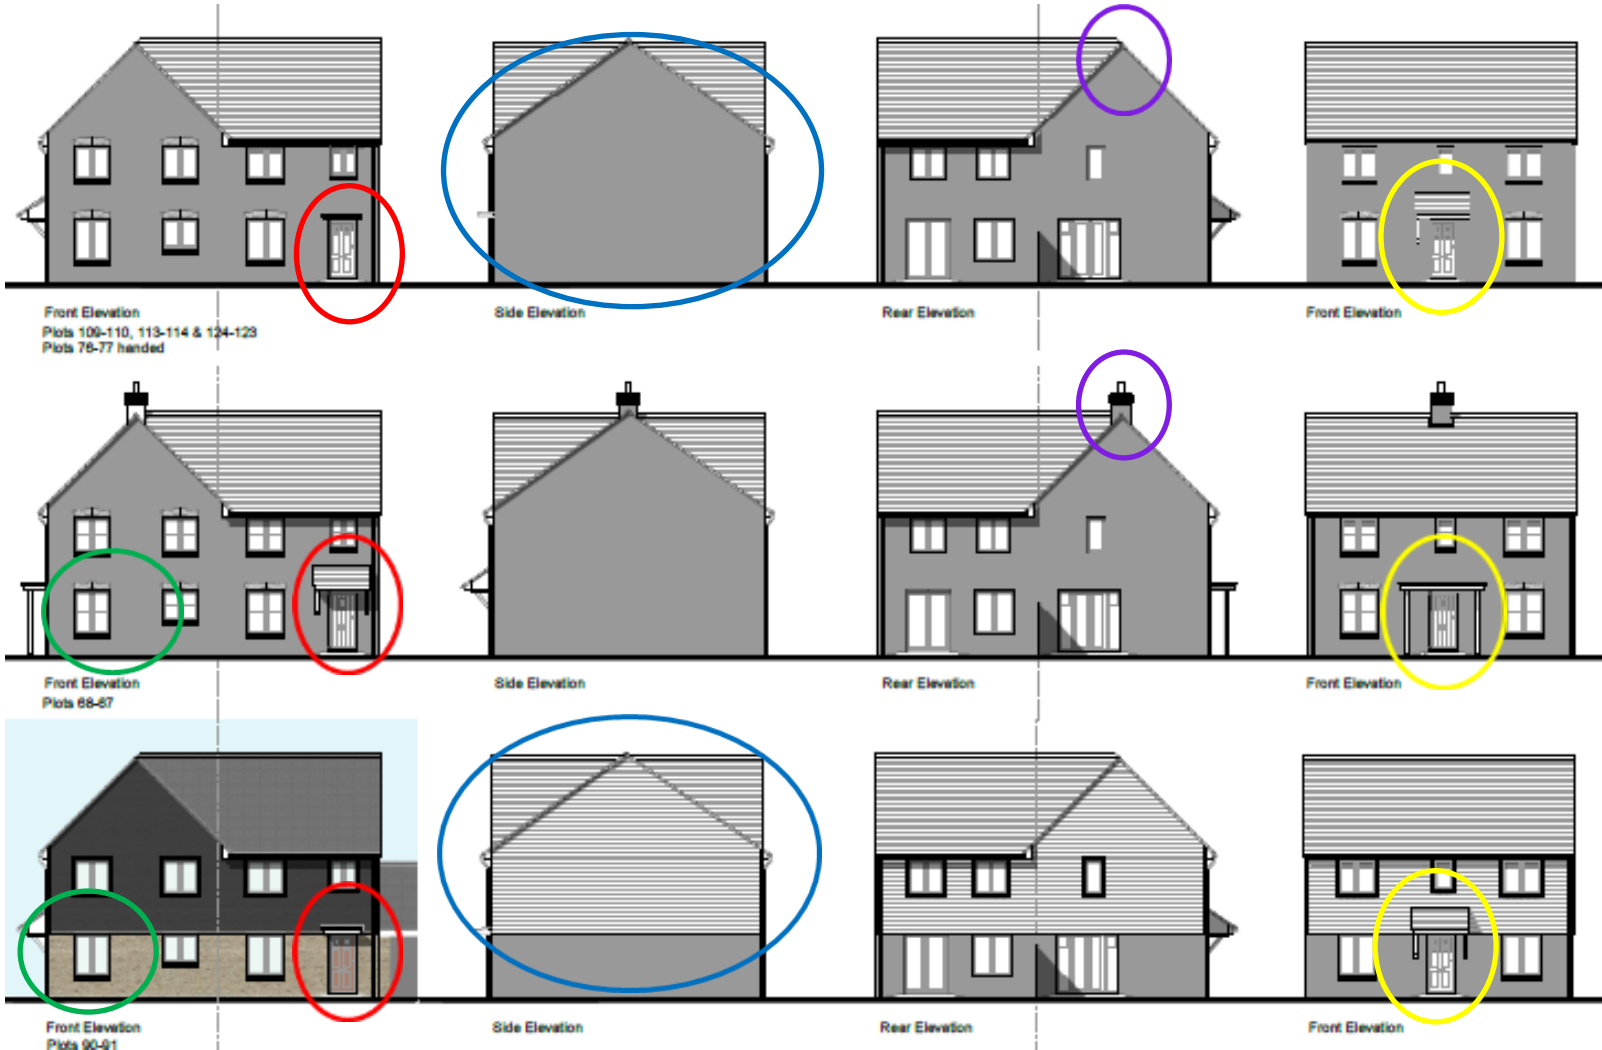 Front Elevation
Plots 109-110, 113-114 & 124-123
Plots 76-77 handed
Side Elevation
Rear Elevation
Front Elevation
Front Elevation
Plots 68-67
Side Elevation
Rear Elevation
Front Elevation
Front Elevation
Plots 90-91
Side Elevation
Rear Elevation
Front Elevation